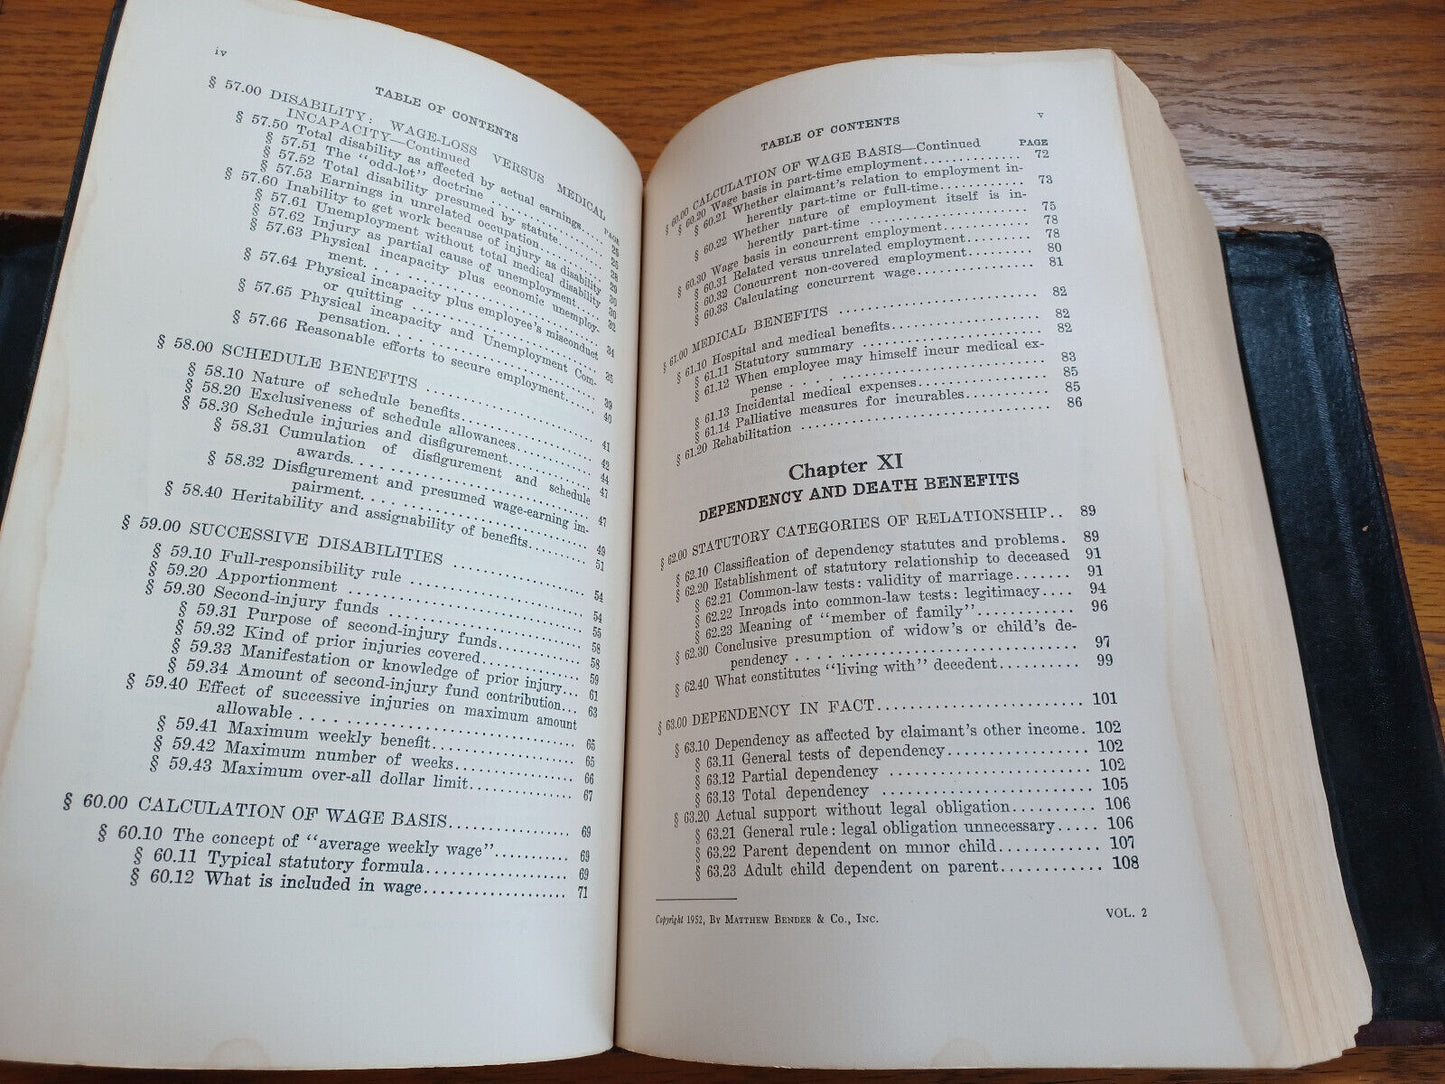 iv
TABLE OF CONTENTS
§ 57.00 DISABILITY: WAGE-LOSS VERSUS MEDICAL
INCAPACITY—Continued
PAGE
§ 57.50 Total disability as affected by actual earnings.....
§ 57.51 The "odd-lot" doctrine
§ 57.52 Total disability presumed by statute
§ 57.53 Earnings in unrelated occupation
§ 57.60 Inability to get work because of injury as disability
§ 57.61 Unemployment without total medical disability
§ 57.62 Injury as partial cause of unemployment
§ 57.63 Physical incapacity plus economic unemploy-
ment. 32
§ 57.64 Physical incapacity plus employee's misconduct
or quitting 34
§ 57.65 Physical incapacity and Unemployment Com-
pensation. 35
§ 57.66 Reasonable efforts to secure employment.
§ 58.00 SCHEDULE BENEFITS 39
§ 58.10 Nature of schedule benefits 40
§ 58.20 Exclusiveness of schedule allowances 41
§ 58.30 Schedule injuries and disfigurement 42
§ 58.31 Cumulation of disfigurement and schedule
awards. 47
§ 58.32 Disfigurement and presumed wage-earning im-
pairment. 47
§ 58.40 Heritability and assignability of benefits 49
§ 59.00 SUCCESSIVE DISABILITIES 51
§ 59.10 Full-responsibility rule 54
§ 59.20 Apportionment 54
§ 59.30 Second-injury funds 55
§ 59.31 Purpose of second-injury funds 58
§ 59.32 Kind of prior injuries covered 58
§ 59.33 Manifestation or knowledge of prior injury... 59
§ 59.34 Amount of second-injury fund contribution... 61
§ 59.40 Effect of successive injuries on maximum amount
allowable 65
§ 59.41 Maximum weekly benefit 65
§ 59.42 Maximum number of weeks 66
§ 59.43 Maximum over-all dollar limit 67
§ 60.00 CALCULATION OF WAGE BASIS 69
§ 60.10 The concept of "average weekly wage" 69
§ 60.11 Typical statutory formula 69
§ 60.12 What is included in wage 71
v
TABLE OF CONTENTS
PAGE
§ 60.00 CALCULATION OF WAGE BASIS—Continued
§ 60.20 Wage basis in part-time employment 72
§ 60.21 Whether claimant's relation to employment in-
herently part-time or full-time 73
§ 60.22 Whether nature of employment itself is in-
herently part-time 75
§ 60.30 Wage basis in concurrent employment 78
§ 60.31 Related versus unrelated employment 78
§ 60.32 Concurrent non-covered employment 80
§ 60.33 Calculating concurrent wage 81
§ 61.00 MEDICAL BENEFITS 82
§ 61.10 Hospital and medical benefits 82
§ 61.11 Statutory summary 82
§ 61.12 When employee may himself incur medical ex-
pense 83
§ 61.13 Incidental medical expenses 85
§ 61.14 Palliative measures for incurables 85
§ 61.20 Rehabilitation 86
Chapter XI
DEPENDENCY AND DEATH BENEFITS
§ 62.00 STATUTORY CATEGORIES OF RELATIONSHIP.. 89
§ 62.10 Classification of dependency statutes and problems. 89
§ 62.20 Establishment of statutory relationship to deceased 91
§ 62.21 Common-law tests: validity of marriage....... 91
§ 62.22 Inroads into common-law tests: legitimacy.... 94
§ 62.23 Meaning of "member of family" 96
§ 62.30 Conclusive presumption of widow's or child's de-
pendency 97
§ 62.40 What constitutes "living with" decedent 99
§ 63.00 DEPENDENCY IN FACT 101
§ 63.10 Dependency as affected by claimant's other income. 102
§ 63.11 General tests of dependency 102
§ 63.12 Partial dependency 102
§ 63.13 Total dependency 105
§ 63.20 Actual support without legal obligation 106
§ 63.21 General rule: legal obligation unnecessary..... 106
§ 63.22 Parent dependent on minor child 107
§ 63.23 Adult child dependent on parent 108
Copyright 1952, By Matthew Bender & Co., Inc.
VOL. 2